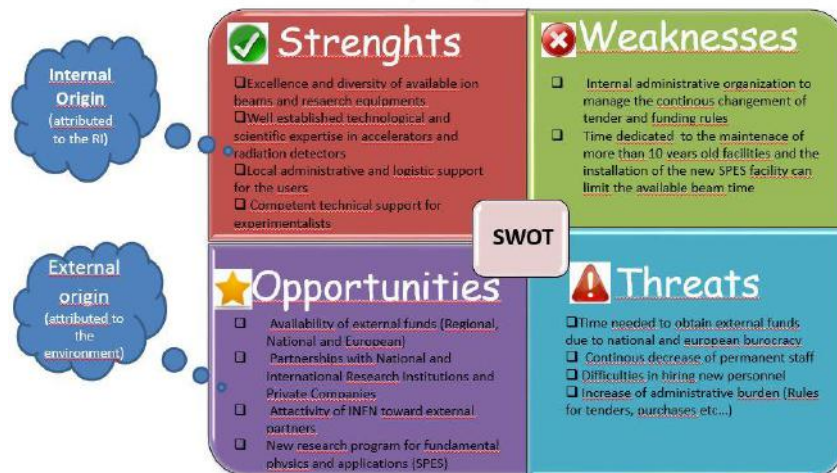 Internal
Origin
(attributed
to the RI)
Strenghts
❑Excellence and diversity of available ion
beams and resaerch equipments
❑Well established technological and
scientific expertise in accelerators and
radiation detectors
❑Local administrative and logistic support
for the users
❑ Competent technical support for
experimentalists
Weaknesses
❑ Internal administrative organization to
manage the continous changement of
tender and funding rules
❑ Time dedicated to the maintenace of
more than 10 years old facilities and the
installation of the new SPES facility can
limit the available beam time
SWOT
External
origin
(attributed to
the
environment)
Opportunities
❑ Availability of external funds (Regional,
National and European)
❑ Partnerships with National and
International Research Institutions and
Private Companies
❑ Attactivity of INFN toward external
partners
❑ New research program for fundamental
physics and applications (SPES)
Threats
❑Time needed to obtain external funds
due to national and european burocracy
❑ Continous decrease of permanent staff
❑ Difficulties in hiring new personnel
❑ Increase of administrative burden (Rules
for tenders, purchases etc...)